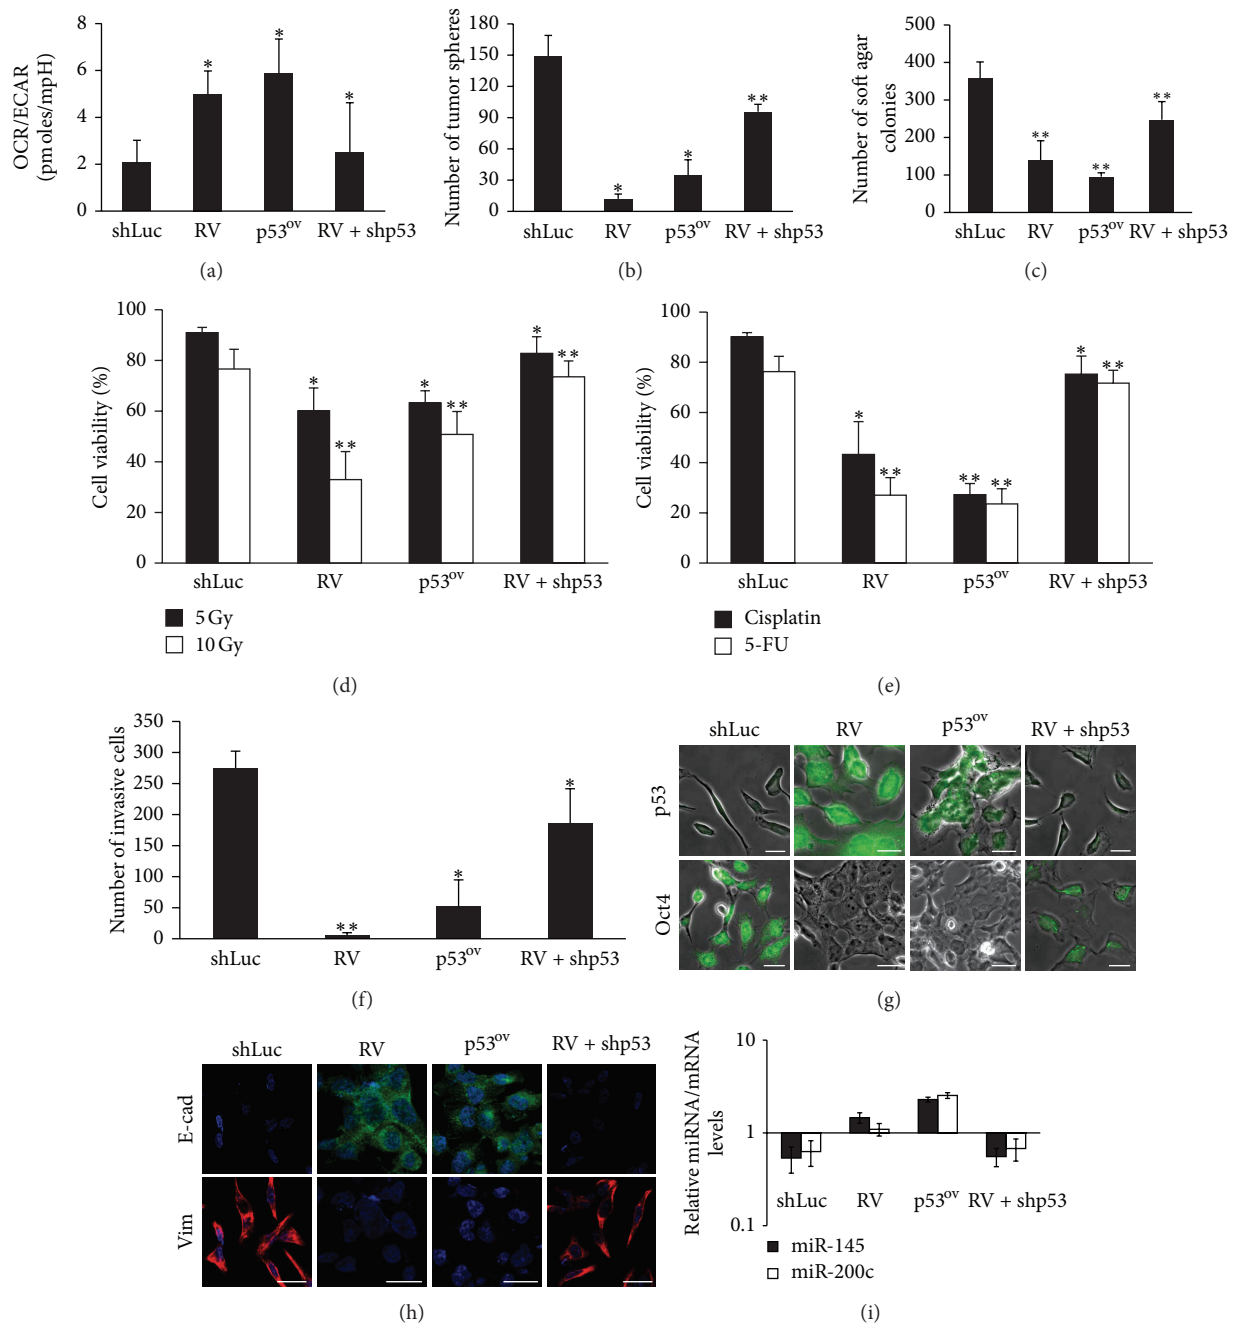 OCR/ECAR
(pmoles/mpH)
8
6
4
2
0
*
*
*
shLuc
RV
p53ov
RV + shp53
(a)
Number of tumor spheres
180
150
120
90
60
30
0
*
*
**
shLuc
RV
p53ov
RV + shp53
(b)
Number of soft agar
colonies
500
400
300
200
100
0
**
**
**
shLuc
RV
p53ov
RV + shp53
(c)
Cell viability (%)
100
80
60
40
20
0
*
**
*
**
*
**
shLuc
RV
p53ov
RV + shp53
5 Gy
10 Gy
(d)
Cell viability (%)
100
80
60
40
20
0
*
**
**
**
*
**
shLuc
RV
p53ov
RV + shp53
Cisplatin
5-FU
(e)
Number of invasive cells
350
300
250
200
150
100
50
0
**
*
*
shLuc
RV
p53ov
RV + shp53
(f)
shLuc
RV
p53ov
RV + shp53
p53
Oct4
(g)
shLuc
RV
p53ov
RV + shp53
E-cad
Vim
(h)
Relative miRNA/mRNA
levels
10
1
0.1
shLuc
RV
p53ov
RV + shp53
miR-145
miR-200c
(i)